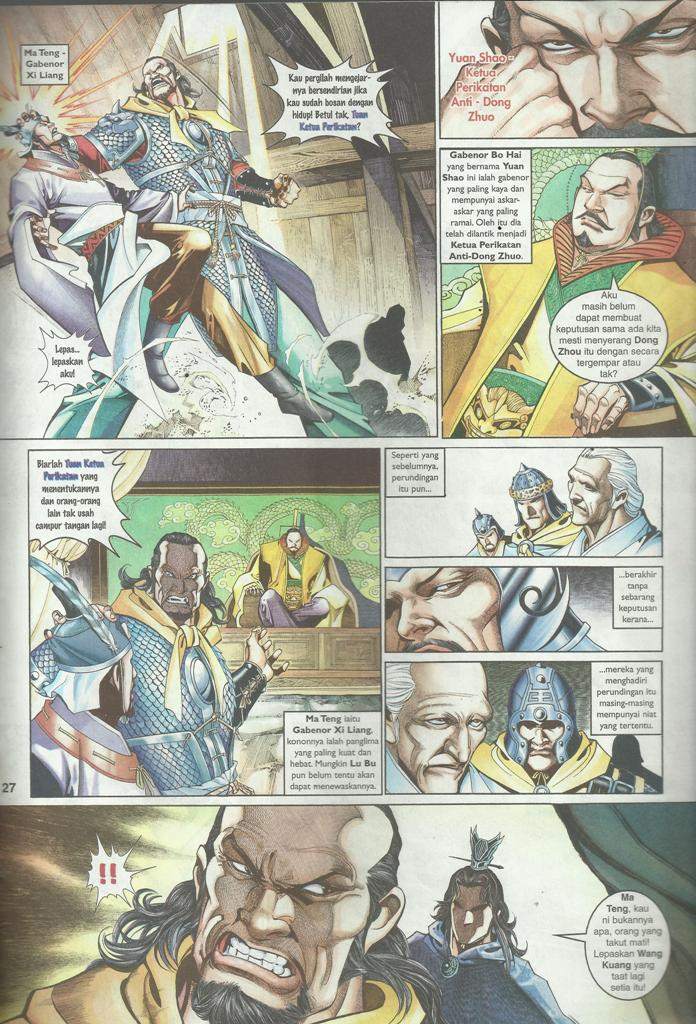 Ma Teng -
Gabenor
Xi Liang
Kau pergilah mengejar-
nya bersendirian jika
kau sudah bosan dengan
hidup! Betul tak, Yuan
Ketua Perikatan?
Lepas...
lepaskan
aku!
Yuan Shao -
Ketua
Perikatan
Anti - Dong
Zhuo
Gabenor Bo Hai
yang bernama Yuan
Shao ini ialah gabenor
yang paling kaya dan
mempunyai askar-
askar yang paling
ramai. Oleh itu dia
telah dilantik menjadi
Ketua Perikatan
Anti-Dong Zhuo.
Aku
masih belum
dapat membuat
keputusan sama ada kita
mesti menyerang Dong
Zhou itu dengan secara
tergempar atau
tak?
Biarlah Yuan Ketua
Perikatan yang
menentukannya
dan orang-orang
lain tak usah
campur tangan lagi!
Ma Teng iaitu
Gabenor Xi Liang,
kononnya ialah panglima
yang paling kuat dan
hebat. Mungkin Lu Bu
pun belum tentu akan
dapat menewaskannya.
Seperti yang
sebelumnya,
perundingan
itu pun...
...berakhir
tanpa
sebarang
keputusan
kerana...
...mereka yang
menghadiri
perundingan itu
masing-masing
mempunyai niat
yang tertentu.
27
!!
Ma
Teng, kau
ni bukannya
apa, orang yang
takut mati!
Lepaskan Wang
Kuang yang
taat lagi
setia itu!